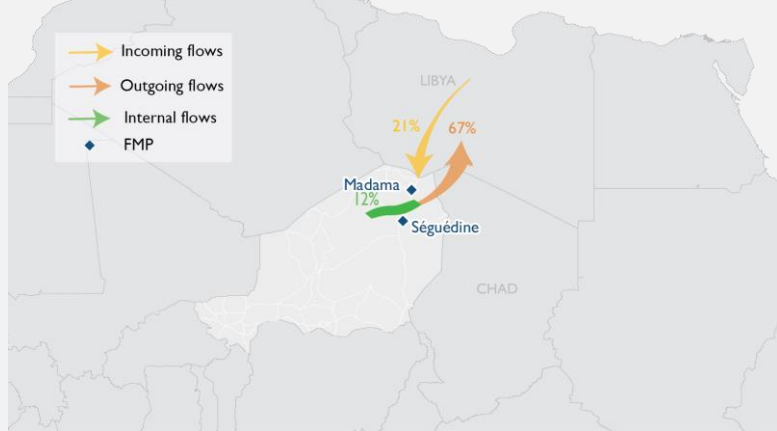 Incoming flows
Outgoing flows
Internal flows
FMP
LIBYA
21%
67%
Madama
12%
Séguédine
CHAD